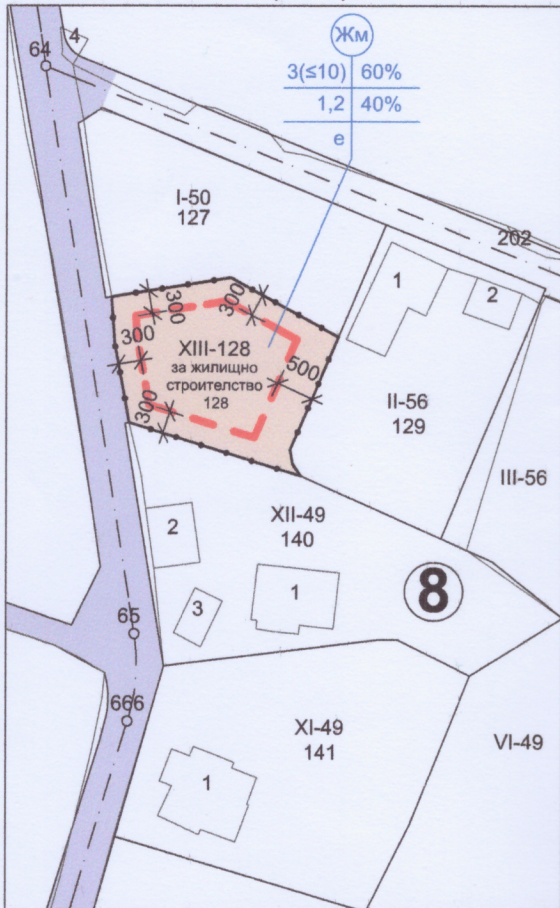 Жм
3(≤10) 60%
1,2 40%
е
64
4
I-50
127
202
1
2
300
300
300
XIII-128
за жилищно
строителство
128
500
300
II-56
129
III-56
XII-49
140
2
1
3
8
65
666
XI-49
141
VI-49
1